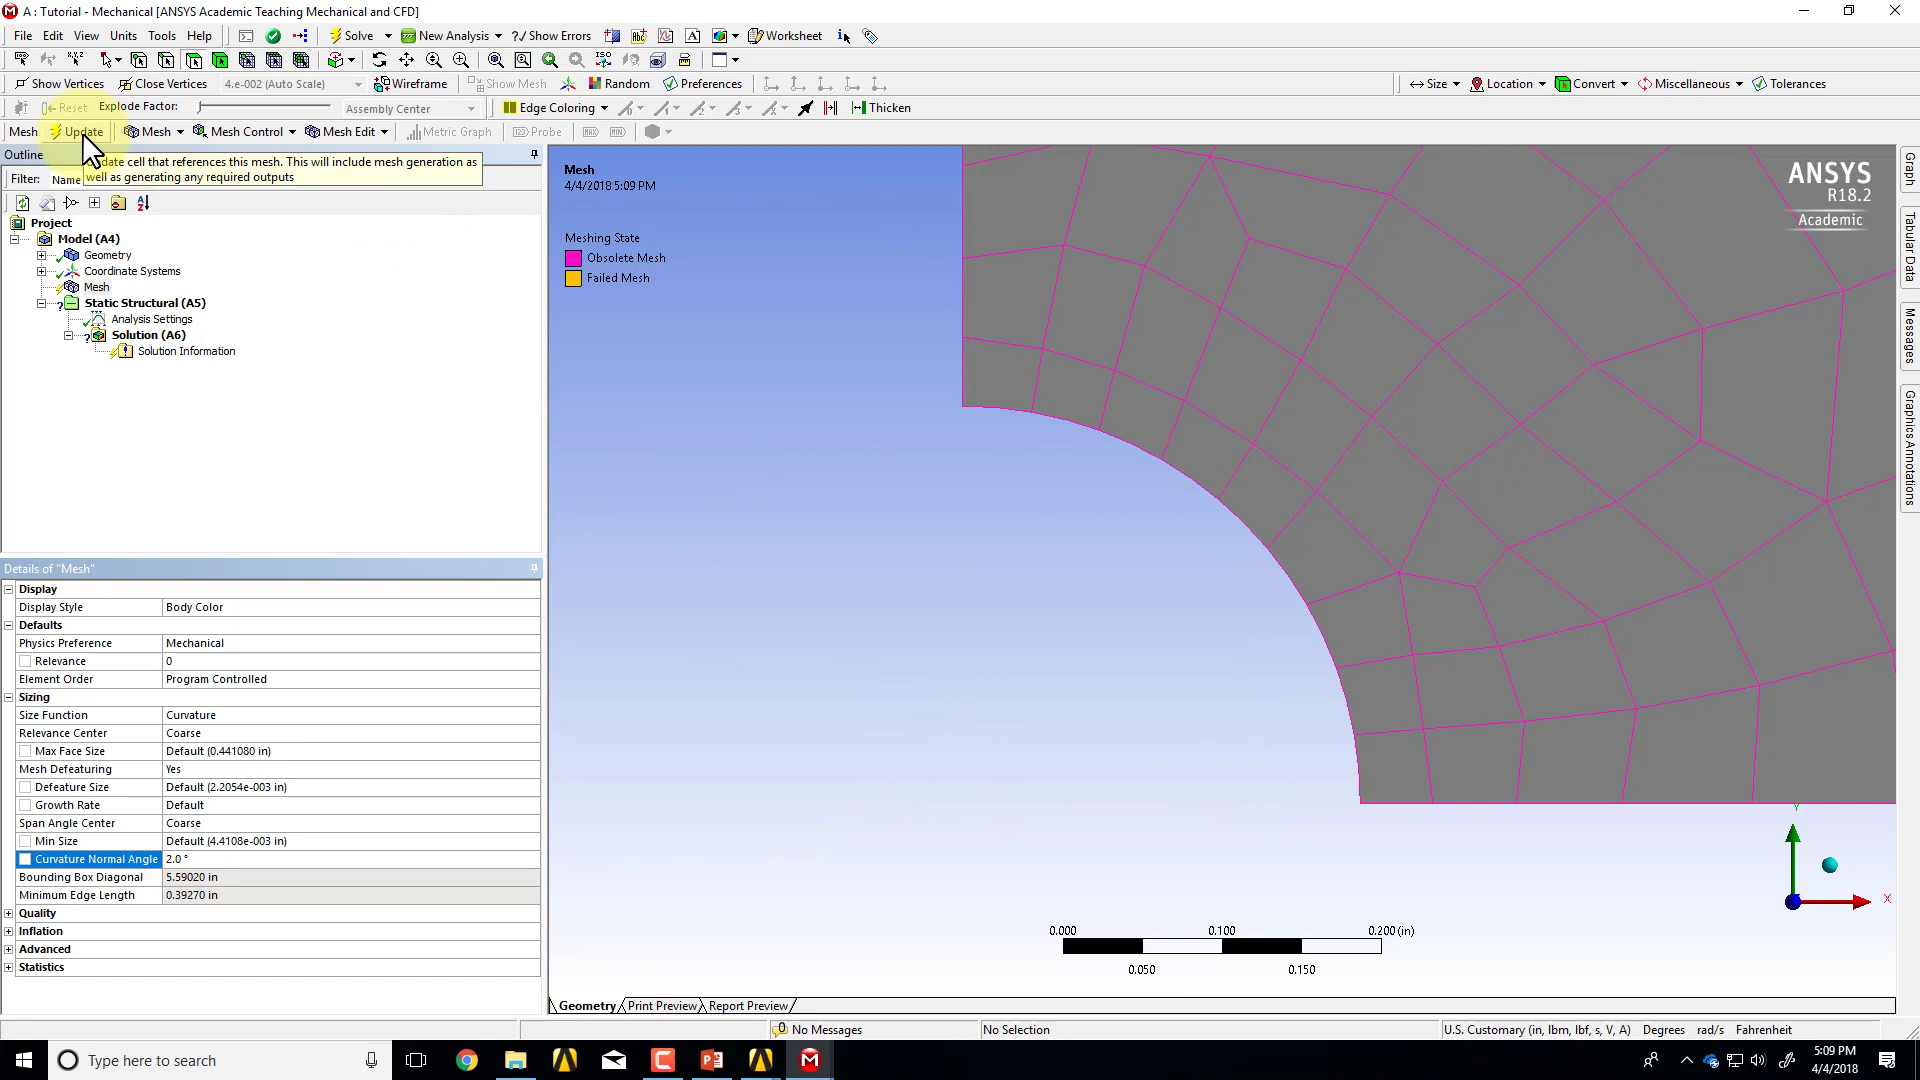 A : Tutorial - Mechanical [ANSYS Academic Teaching Mechanical and CFD]
File Edit View Units Tools Help Solve New Analysis ?/ Show Errors Worksheet
Show Vertices Close Vertices 4.e-002 (Auto Scale) Wireframe Show Mesh Random Preferences Size Location Convert Miscellaneous Tolerances
Reset Explode Factor: Assembly Center Edge Coloring Thicken
Mesh Update Mesh Mesh Control Mesh Edit Metric Graph Probe
Outline
date cell that references this mesh. This will include mesh generation as
well as generating any required outputs
Filter: Name
Project
Model (A4)
Geometry
Coordinate Systems
Mesh
Static Structural (A5)
Analysis Settings
Solution (A6)
Solution Information
Details of "Mesh"
Display
Display Style Body Color
Defaults
Physics Preference Mechanical
Relevance 0
Element Order Program Controlled
Sizing
Size Function Curvature
Relevance Center Coarse
Max Face Size Default (0.441080 in)
Mesh Defeaturing Yes
Defeature Size Default (2.2054e-003 in)
Growth Rate Default
Span Angle Center Coarse
Min Size Default (4.4108e-003 in)
Curvature Normal Angle 2.0 °
Bounding Box Diagonal 5.59020 in
Minimum Edge Length 0.39270 in
Quality
Inflation
Advanced
Statistics
Mesh
4/4/2018 5:09 PM
Meshing State
Obsolete Mesh
Failed Mesh
ANSYS
R18.2
Academic
Graph
Tabular Data
Messages
Graphics Annotations
Y
X
0.000 0.100 0.200 (in)
0.050 0.150
Geometry Print Preview Report Preview
No Messages No Selection U.S. Customary (in, lbm, lbf, s, V, A) Degrees rad/s Fahrenheit
Type here to search
5:09 PM
4/4/2018